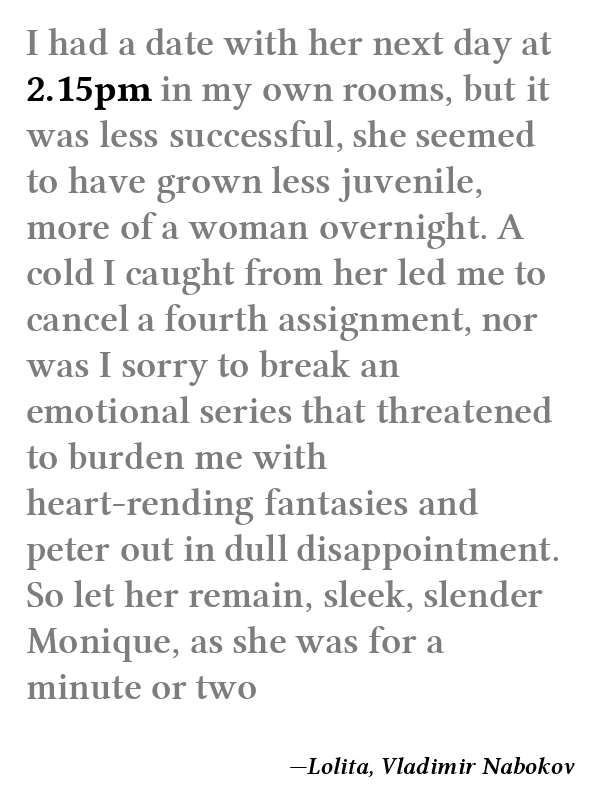 I had a date with her next day at
2.15pm in my own rooms, but it
was less successful, she seemed
to have grown less juvenile,
more of a woman overnight. A
cold I caught from her led me to
cancel a fourth assignment, nor
was I sorry to break an
emotional series that threatened
to burden me with
heart-rending fantasies and
peter out in dull disappointment.
So let her remain, sleek, slender
Monique, as she was for a
minute or two
—Lolita, Vladimir Nabokov